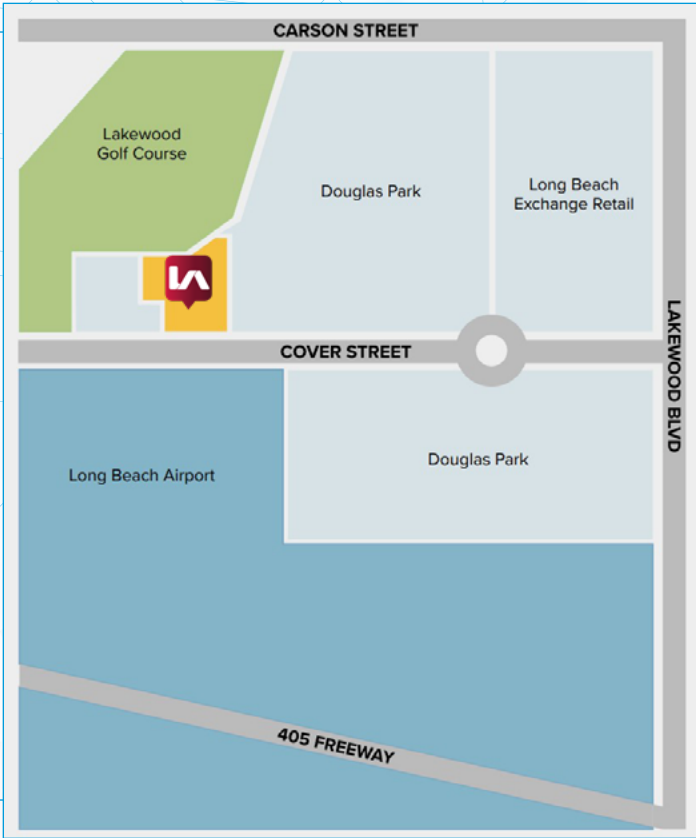 CARSON STREET
Lakewood
Golf Course
Douglas Park
Long Beach
Exchange Retail
COVER STREET
LAKEWOOD BLVD
Long Beach Airport
Douglas Park
405 FREEWAY